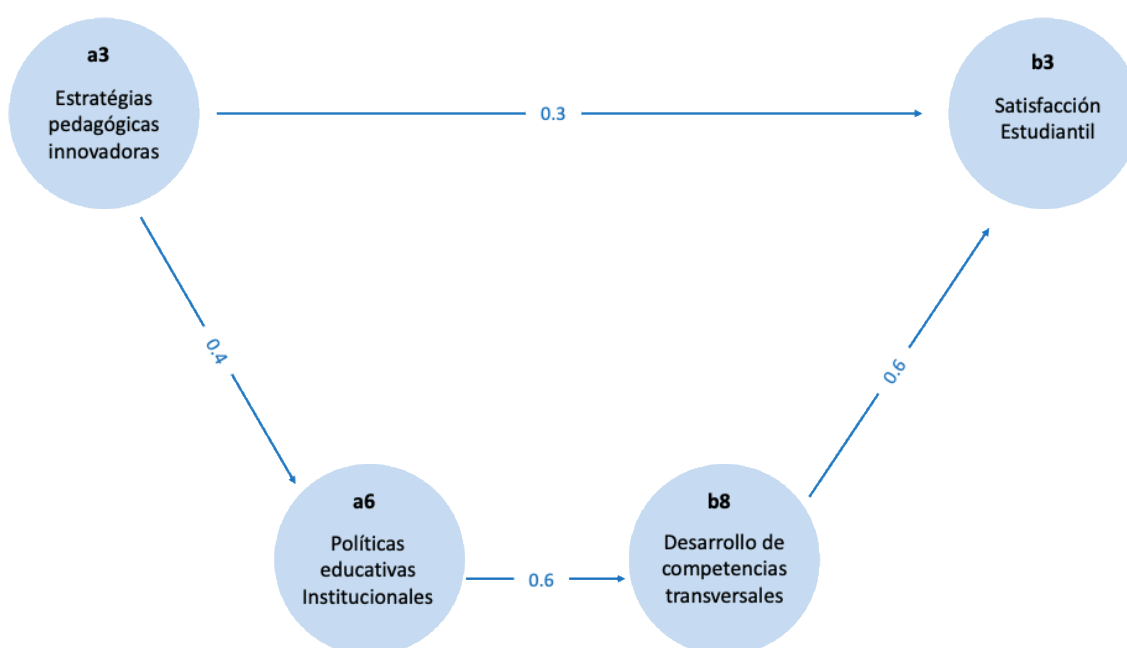 a3
Estratégias
pedagógicas
innovadoras
0.3
b3
Satisfacción
Estudiantil
0.4
0.6
a6
Políticas
educativas
Institucionales
0.6
b8
Desarrollo de
competencias
transversales